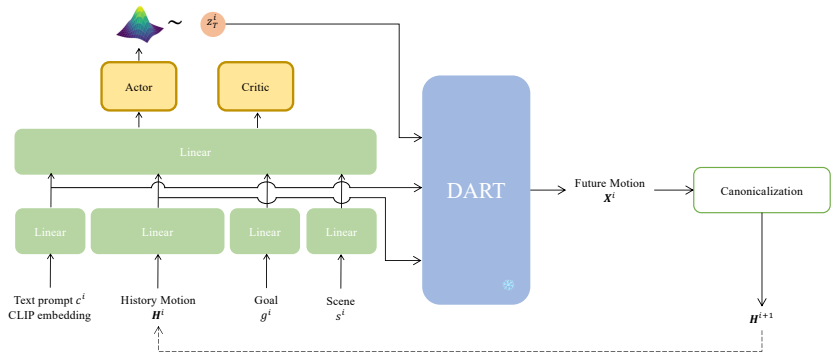 ~ z_T^i
Actor
Critic
Linear
DART
Future Motion
X^i
Canonicalization
Linear
Linear
Linear
Linear
Text prompt c^i
CLIP embedding
History Motion
H^i
Goal
g^i
Scene
s^i
H^{i+1}